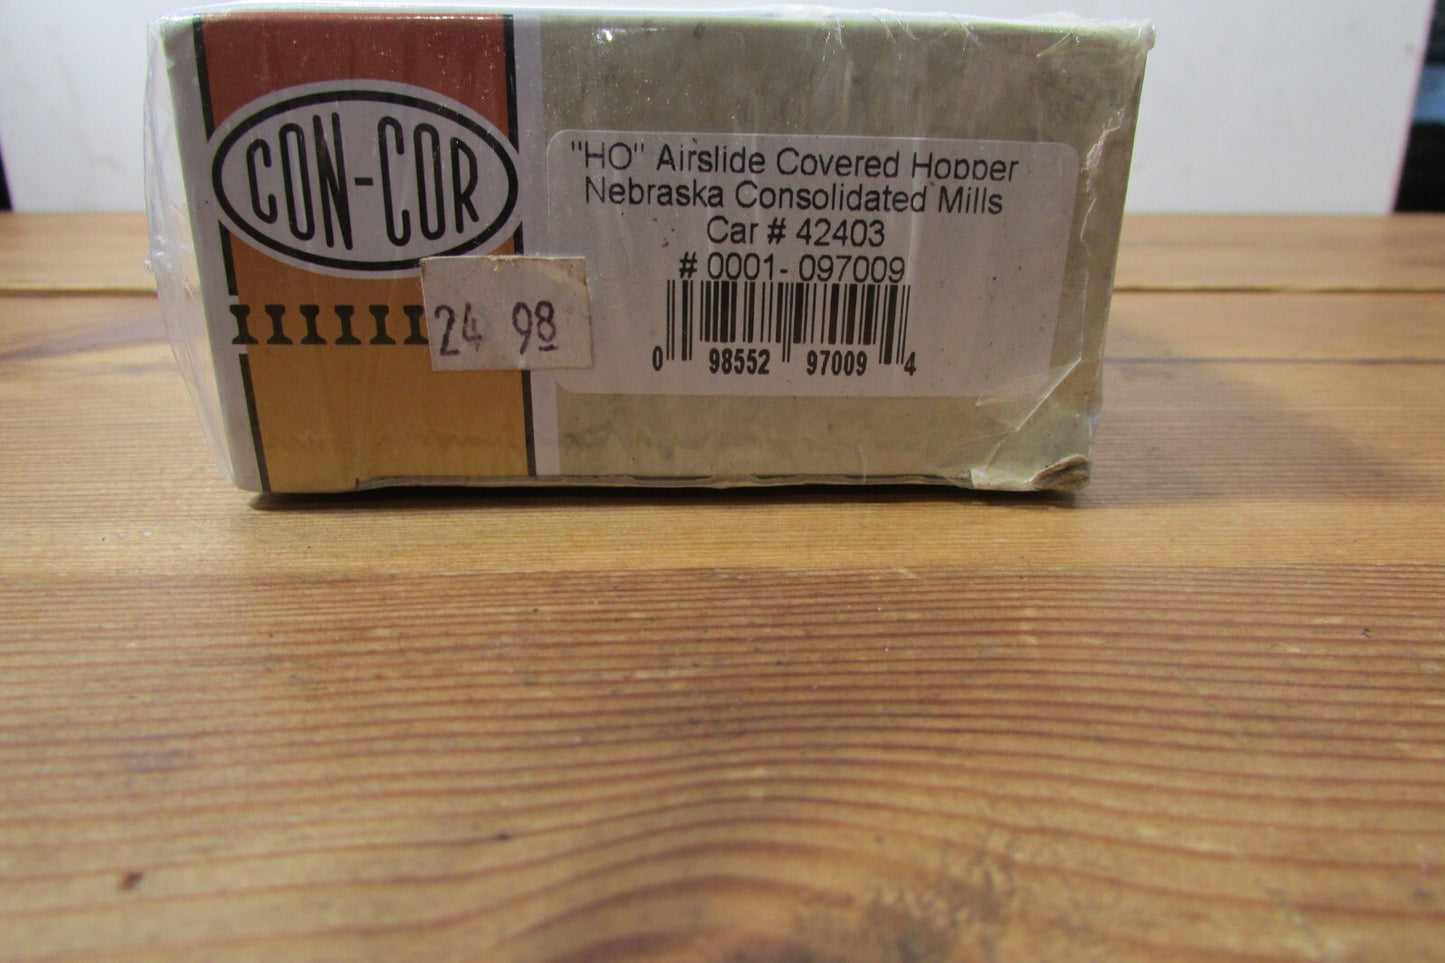 CON-COR
24 98
"HO" Airslide Covered Hopper
Nebraska Consolidated Mills
Car # 42403
# 0001- 097009
0 98552 97009 4